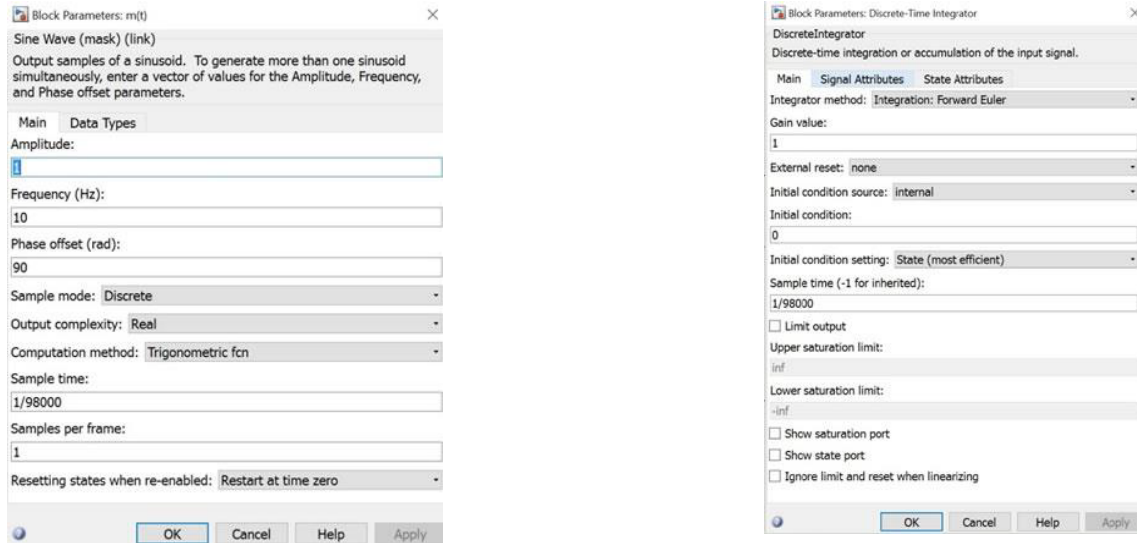 Block Parameters: m(t)
Sine Wave (mask) (link)
Output samples of a sinusoid. To generate more than one sinusoid
simultaneously, enter a vector of values for the Amplitude, Frequency,
and Phase offset parameters.
Main Data Types
Amplitude:
1
Frequency (Hz):
10
Phase offset (rad):
90
Sample mode: Discrete
Output complexity: Real
Computation method: Trigonometric fcn
Sample time:
1/98000
Samples per frame:
1
Resetting states when re-enabled: Restart at time zero
OK Cancel Help Apply
Block Parameters: Discrete-Time Integrator
DiscreteIntegrator
Discrete-time integration or accumulation of the input signal.
Main Signal Attributes State Attributes
Integrator method: Integration: Forward Euler
Gain value:
1
External reset: none
Initial condition source: internal
Initial condition:
0
Initial condition setting: State (most efficient)
Sample time (-1 for inherited):
1/98000
Limit output
Upper saturation limit:
inf
Lower saturation limit:
-inf
Show saturation port
Show state port
Ignore limit and reset when linearizing
OK Cancel Help Apply